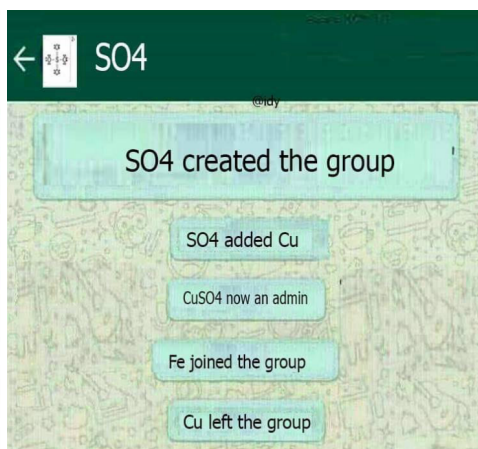 SO4
@idy
SO4 created the group
SO4 added Cu
CuSO4 now an admin
Fe joined the group
Cu left the group